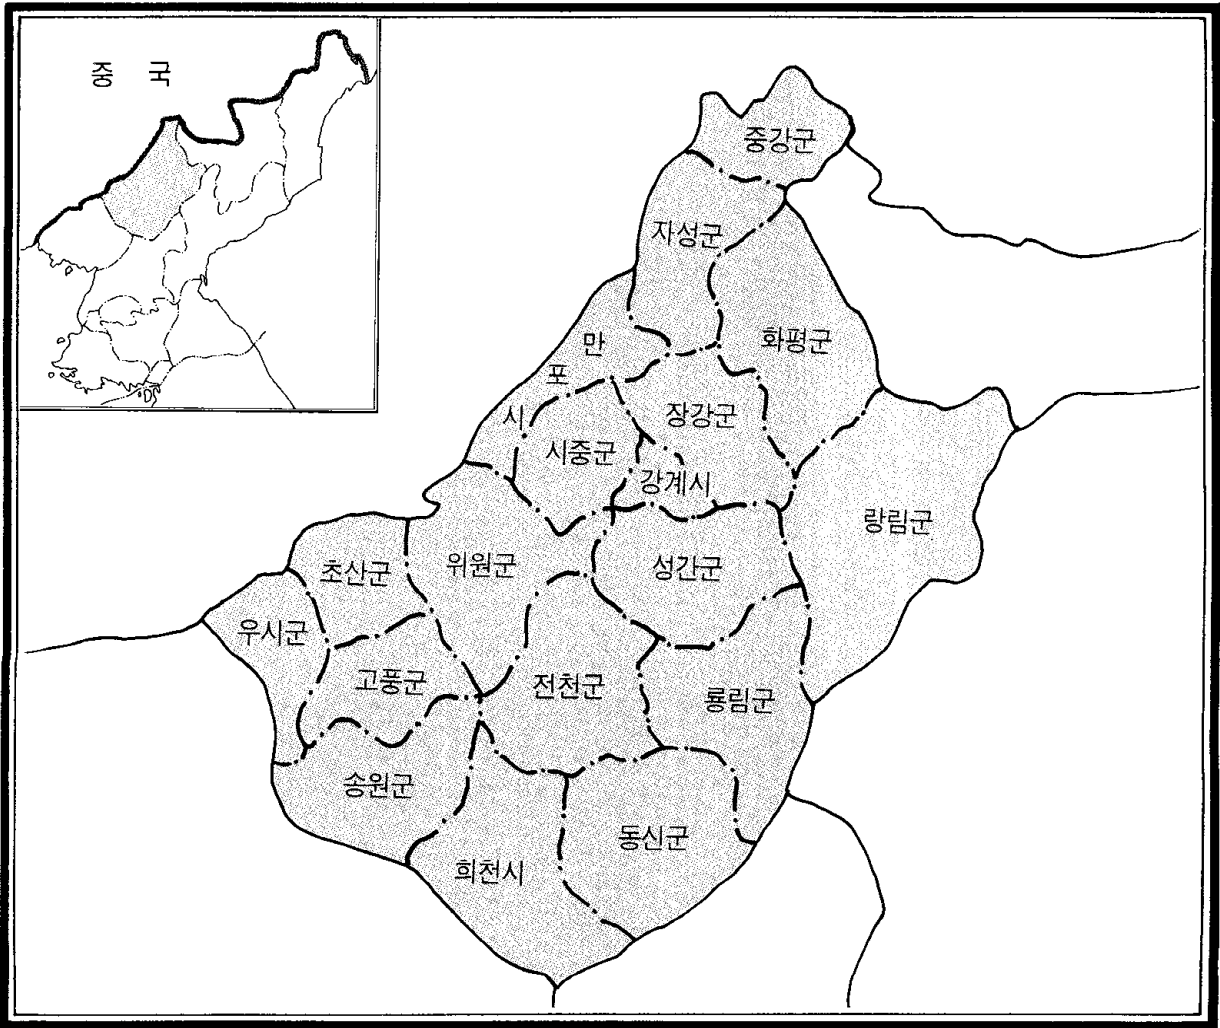 중 국
중강군
자성군
화평군
만
포
시
장강군
시중군
강계시
랑림군
위원군
성간군
초산군
우시군
고풍군
전천군
룡림군
송원군
동신군
희천시